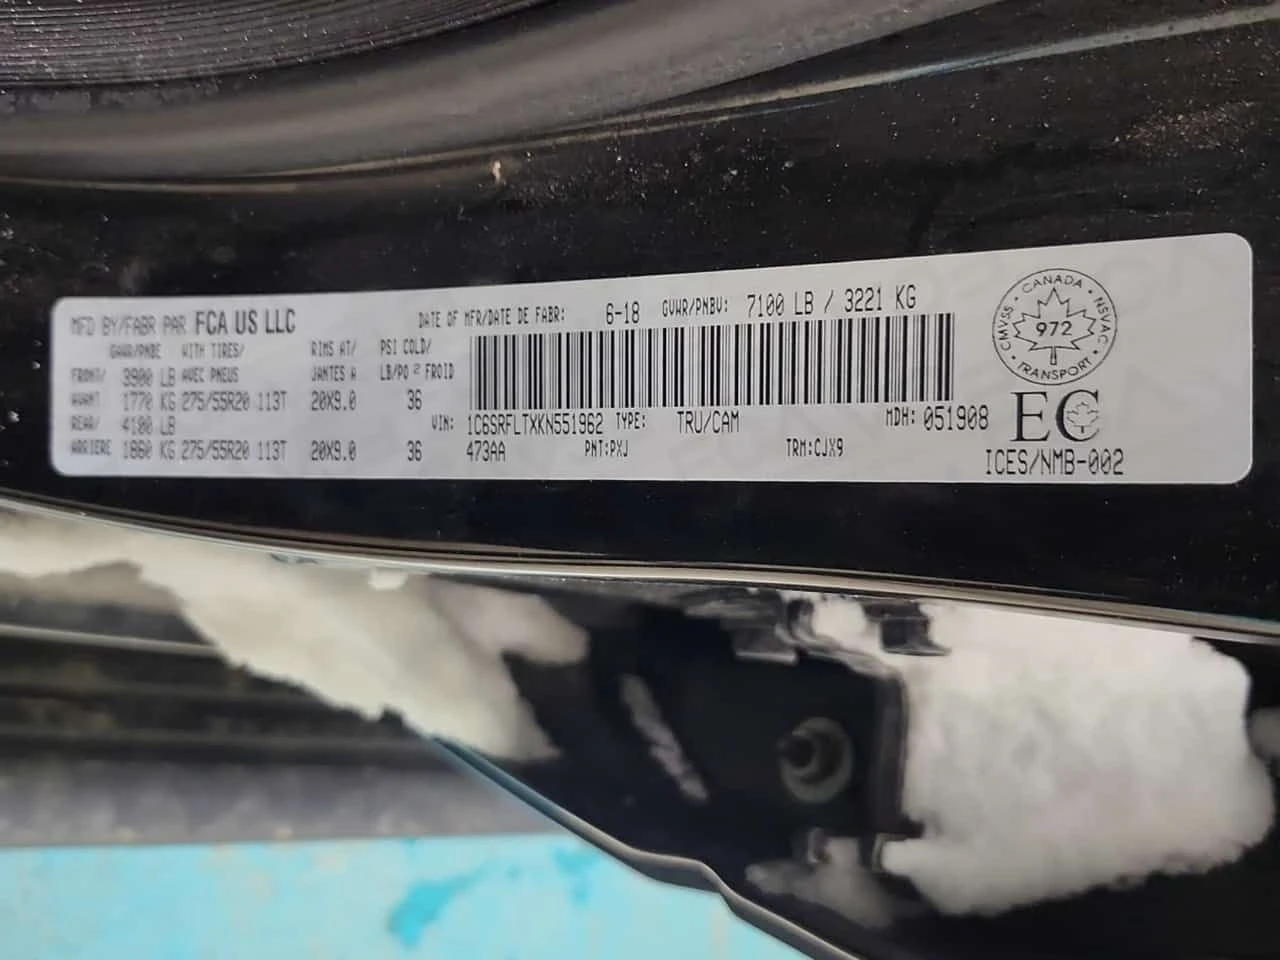 MFD BY/FABR PAR FCA US LLC
DATE OF MFR/DATE DE FABR: 6-18 GVWR/PNBV: 7100 LB / 3221 KG
GAWR/PNBE WITH TIRES/ RIMS AT/ PSI COLD/
FRONT/ 3900 LB AVEC PNEUS JANTES A LB/PO² FROID
AVANT 1770 KG 275/55R20 113T 20X9.0 36
REAR/ 4100 LB
ARRIERE 1860 KG 275/55R20 113T 20X9.0 36
VIN: 1C6SRFLTXKN551962 TYPE: TRU/CAM MDH: 051908
473AA PNT:PXJ TRM:CJX9
CANADA • NSVAC • TRANSPORT • CMVSS •
972
EC
ICES/NMB-002